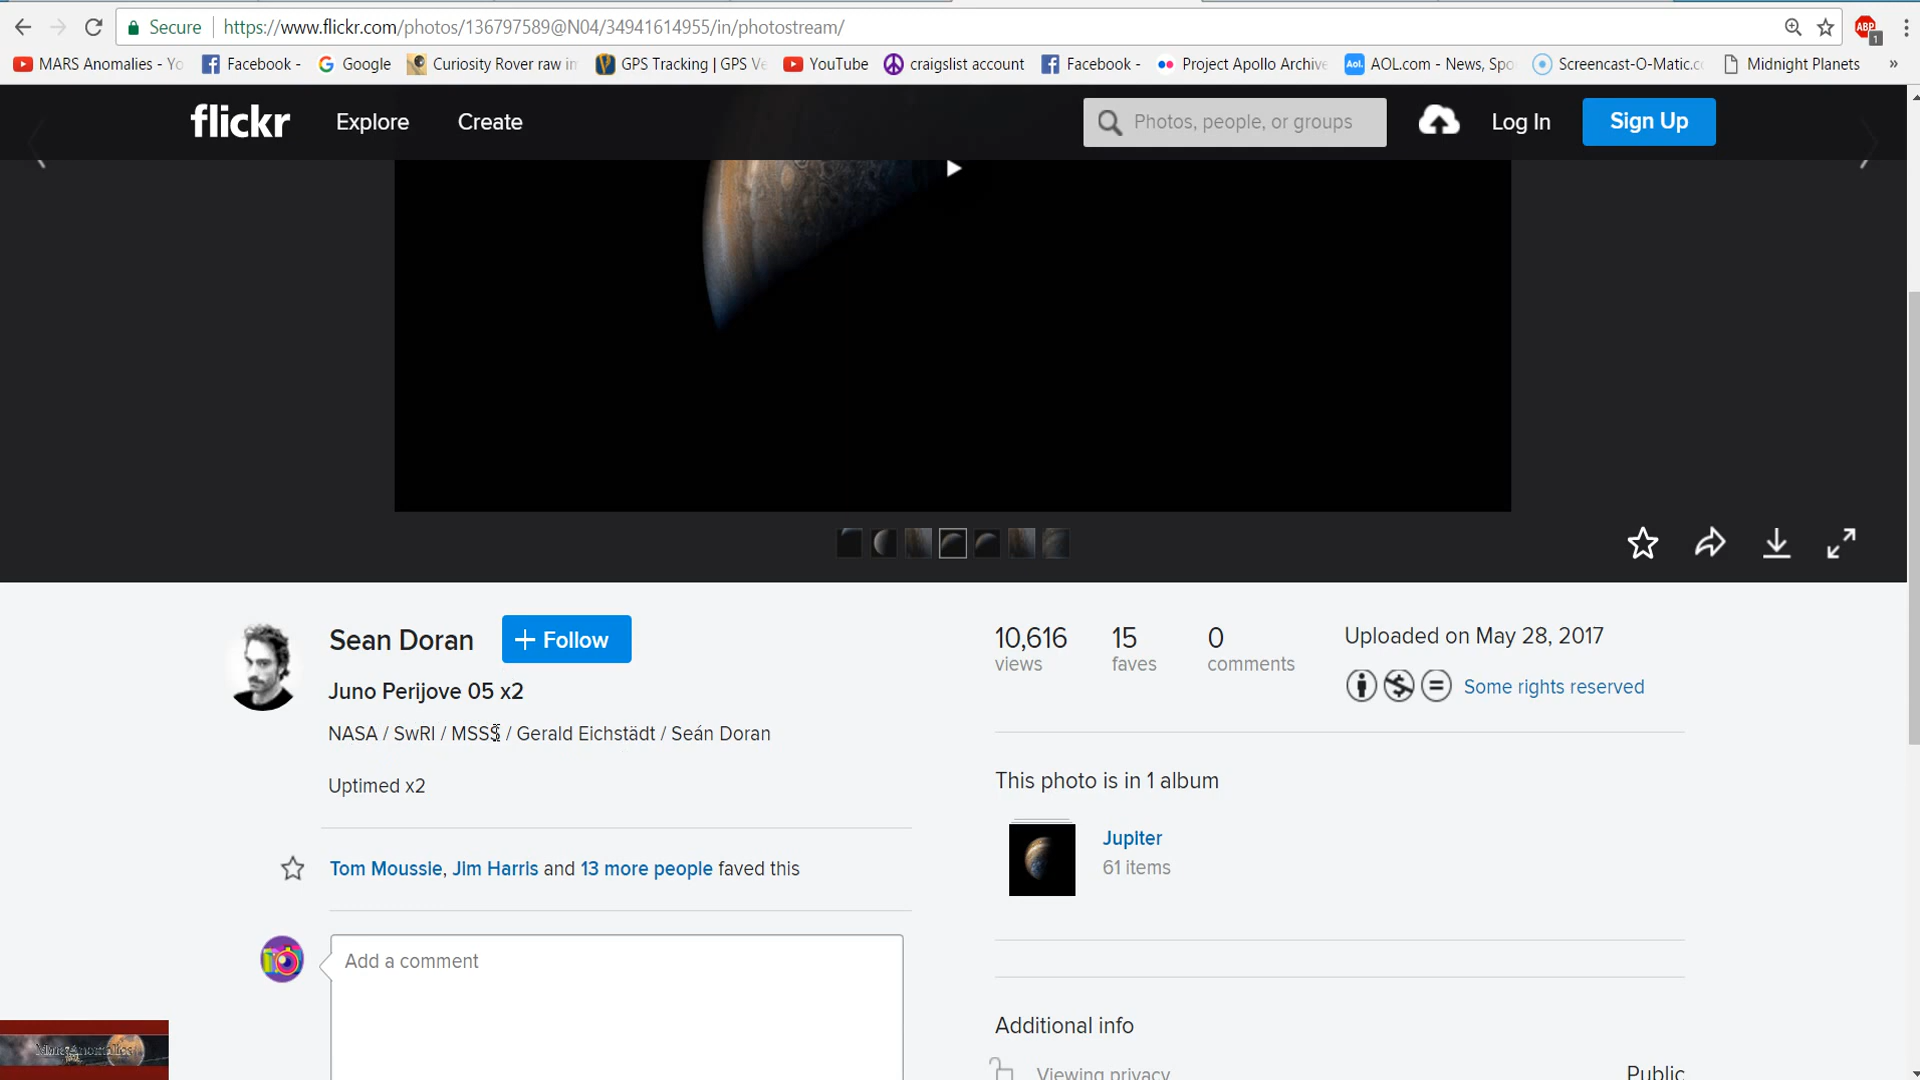 Secure https://www.flickr.com/photos/136797589@N04/34941614955/in/photostream/ ABP 1
MARS Anomalies - Yo Facebook - Google Curiosity Rover raw in GPS Tracking | GPS Ve YouTube craigslist account Facebook - Project Apollo Archive Aol. AOL.com - News, Spo Screencast-O-Matic.c Midnight Planets »
flickr Explore Create Photos, people, or groups Log In Sign Up
Sean Doran + Follow
Juno Perijove 05 x2
NASA / SwRI / MSSS / Gerald Eichstädt / Seán Doran
Uptimed x2
Tom Moussie, Jim Harris and 13 more people faved this
Add a comment
10,616 15 0
views faves comments
Uploaded on May 28, 2017
Some rights reserved
This photo is in 1 album
Jupiter
61 items
Additional info
Viewing privacy Public